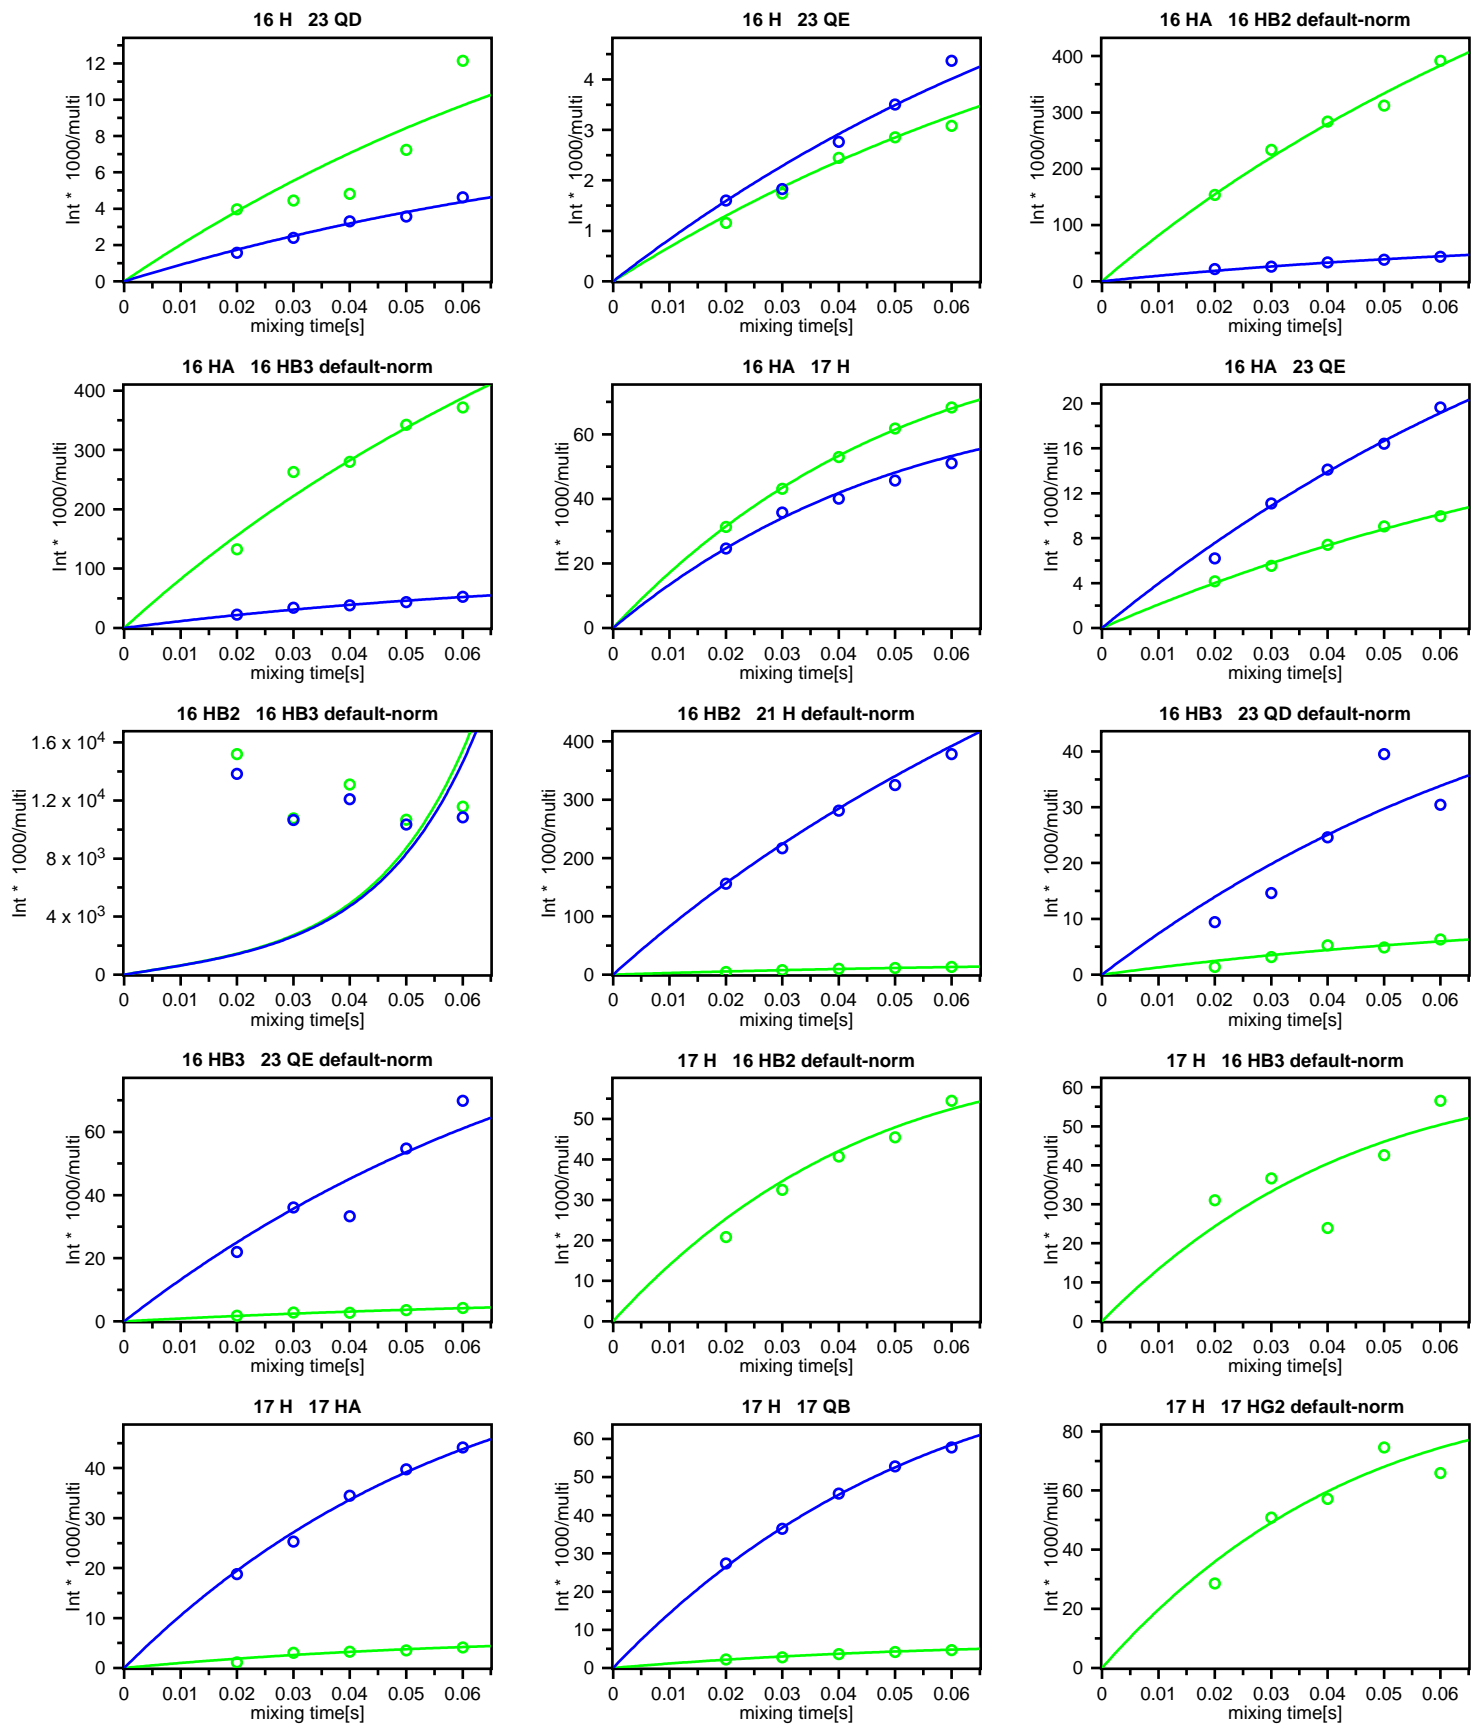 16 H   23 QD
12
10
8
6
4
2
0
Int *  1000/multi
0 0.01 0.02 0.03 0.04 0.05 0.06
mixing time[s]
16 H   23 QE
4
3
2
1
0
Int *  1000/multi
0 0.01 0.02 0.03 0.04 0.05 0.06
mixing time[s]
16 HA   16 HB2 default-norm
400
300
200
100
0
Int *  1000/multi
0 0.01 0.02 0.03 0.04 0.05 0.06
mixing time[s]
16 HA   16 HB3 default-norm
400
300
200
100
0
Int *  1000/multi
0 0.01 0.02 0.03 0.04 0.05 0.06
mixing time[s]
16 HA   17 H
60
40
20
0
Int *  1000/multi
0 0.01 0.02 0.03 0.04 0.05 0.06
mixing time[s]
16 HA   23 QE
20
16
12
8
4
0
Int *  1000/multi
0 0.01 0.02 0.03 0.04 0.05 0.06
mixing time[s]
16 HB2   16 HB3 default-norm
1.6 x 10⁴
1.2 x 10⁴
8 x 10³
4 x 10³
0
Int *  1000/multi
0 0.01 0.02 0.03 0.04 0.05 0.06
mixing time[s]
16 HB2   21 H default-norm
400
300
200
100
0
Int *  1000/multi
0 0.01 0.02 0.03 0.04 0.05 0.06
mixing time[s]
16 HB3   23 QD default-norm
40
30
20
10
0
Int *  1000/multi
0 0.01 0.02 0.03 0.04 0.05 0.06
mixing time[s]
16 HB3   23 QE default-norm
60
40
20
0
Int *  1000/multi
0 0.01 0.02 0.03 0.04 0.05 0.06
mixing time[s]
17 H   16 HB2 default-norm
50
40
30
20
10
0
Int *  1000/multi
0 0.01 0.02 0.03 0.04 0.05 0.06
mixing time[s]
17 H   16 HB3 default-norm
60
50
40
30
20
10
0
Int *  1000/multi
0 0.01 0.02 0.03 0.04 0.05 0.06
mixing time[s]
17 H   17 HA
40
30
20
10
0
Int *  1000/multi
0 0.01 0.02 0.03 0.04 0.05 0.06
mixing time[s]
17 H   17 QB
60
50
40
30
20
10
0
Int *  1000/multi
0 0.01 0.02 0.03 0.04 0.05 0.06
mixing time[s]
17 H   17 HG2 default-norm
80
60
40
20
0
Int *  1000/multi
0 0.01 0.02 0.03 0.04 0.05 0.06
mixing time[s]